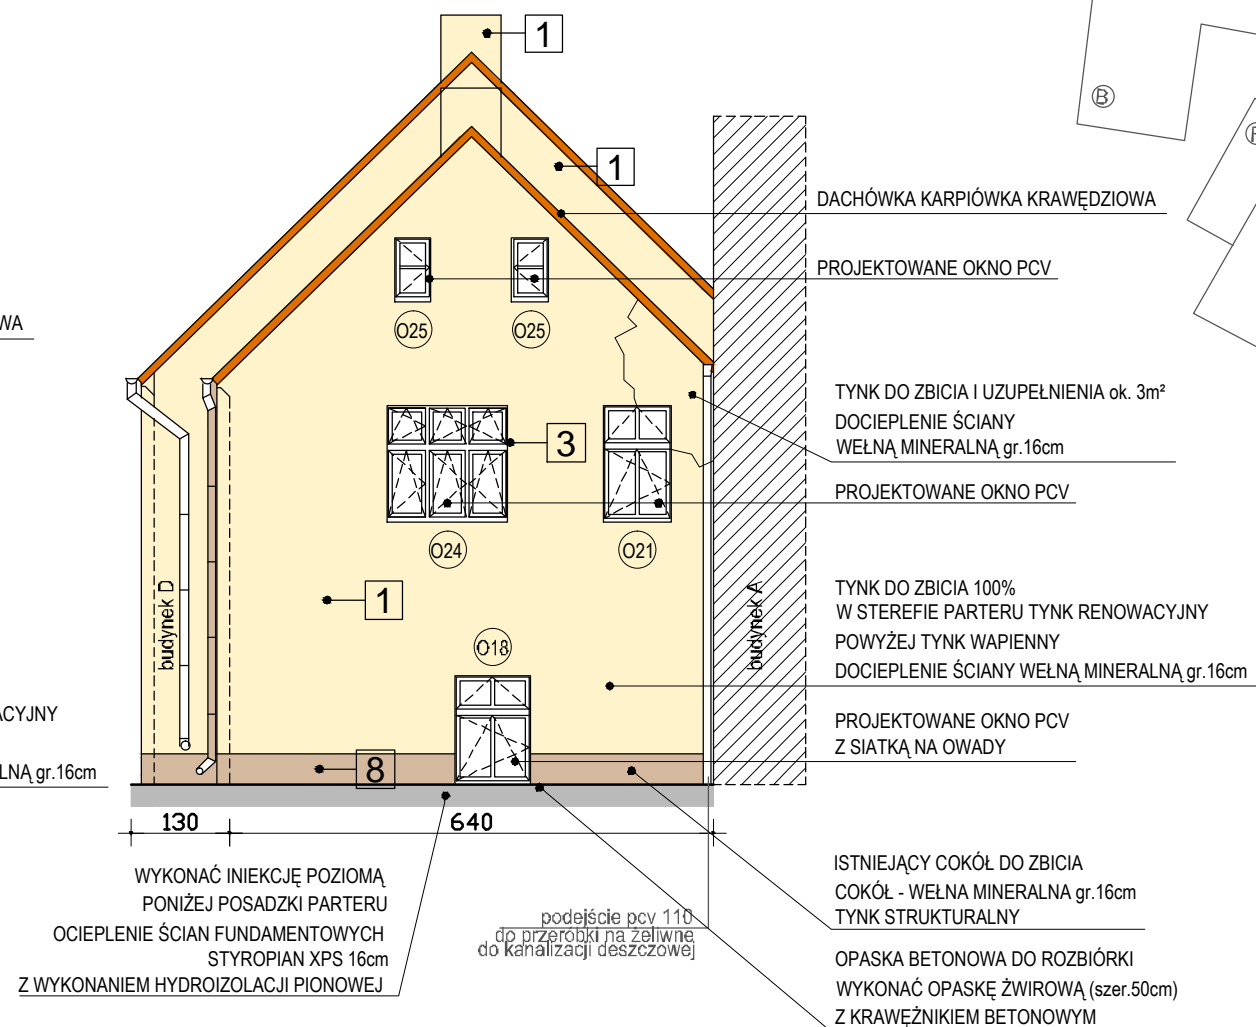 1
B
1
DACHÓWKA KARPIÓWKA KRAWĘDZIOWA
PROJEKTOWANE OKNO PCV
WA
O25
O25
TYNK DO ZBICIA I UZUPEŁNIENIA ok. 3m²
DOCIEPLENIE ŚCIANY
WEŁNĄ MINERALNĄ gr.16cm
3
PROJEKTOWANE OKNO PCV
O24
O21
budynek D
1
budynek A
TYNK DO ZBICIA 100%
W STEREFIE PARTERU TYNK RENOWACYJNY
POWYŻEJ TYNK WAPIENNY
DOCIEPLENIE ŚCIANY WEŁNĄ MINERALNĄ gr.16cm
O18
ACYJNY
PROJEKTOWANE OKNO PCV
Z SIATKĄ NA OWADY
LNĄ gr.16cm
8
130
640
WYKONAĆ INIEKCJĘ POZIOMĄ
PONIŻEJ POSADZKI PARTERU
OCIEPLENIE ŚCIAN FUNDAMENTOWYCH
STYROPIAN XPS 16cm
Z WYKONANIEM HYDROIZOLACJI PIONOWEJ
podejście pcv 110
do przeróbki na żeliwne
do kanalizacji deszczowej
ISTNIEJĄCY COKÓŁ DO ZBICIA
COKÓŁ - WEŁNA MINERALNA gr.16cm
TYNK STRUKTURALNY
OPASKA BETONOWA DO ROZBIÓRKI
WYKONAĆ OPASKĘ ŻWIROWĄ (szer.50cm)
Z KRAWĘŻNIKIEM BETONOWYM